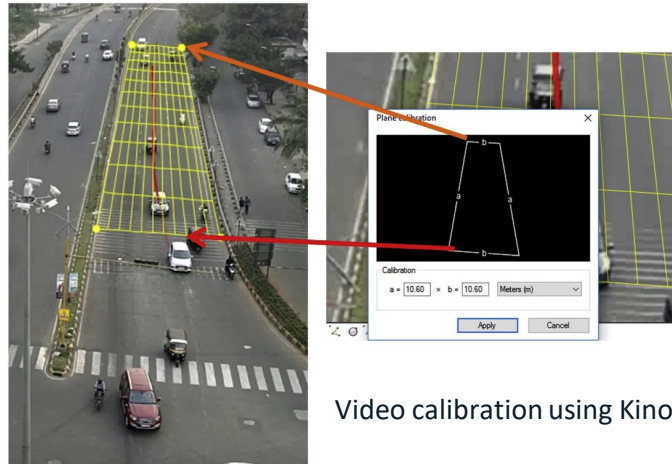 Plane calibration
b
a
a
b
Calibration
a = 10.60 × b = 10.60 Meters (m)
Apply Cancel
Video calibration using Kino